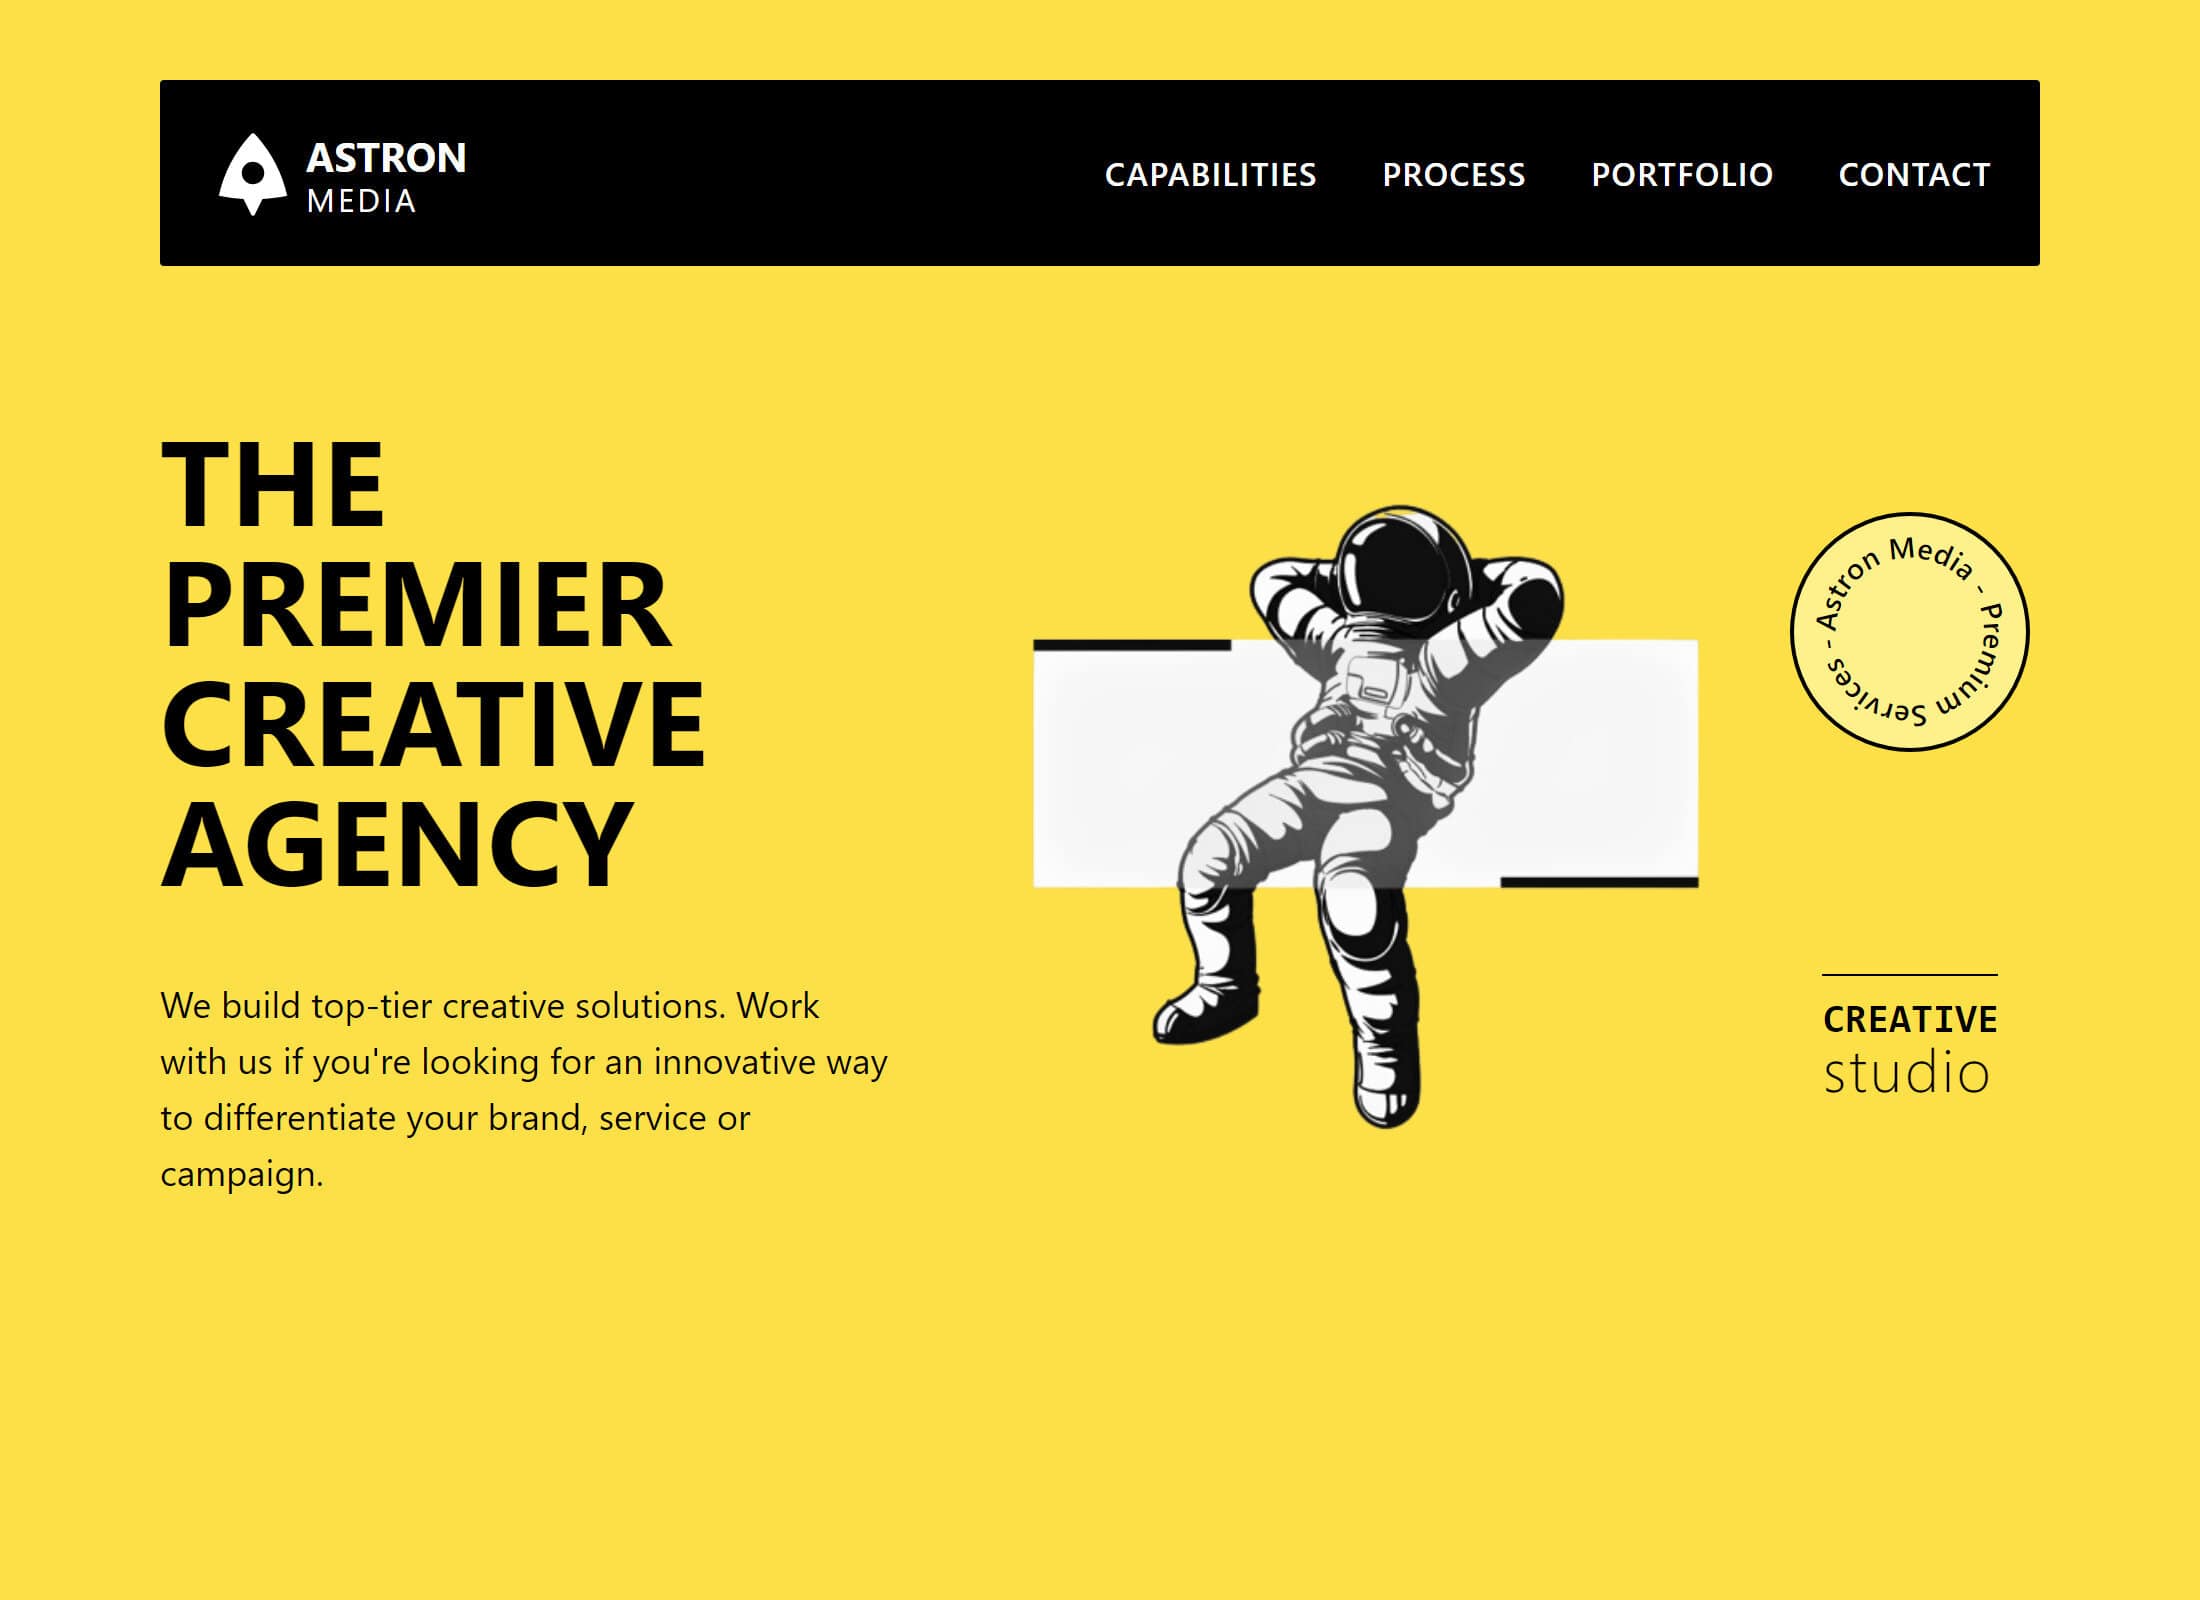 ASTRON
MEDIA
CAPABILITIES PROCESS PORTFOLIO CONTACT
THE
PREMIER
CREATIVE
AGENCY
We build top-tier creative solutions. Work
with us if you're looking for an innovative way
to differentiate your brand, service or
campaign.
Astron Media - Premium Services -
CREATIVE
studio